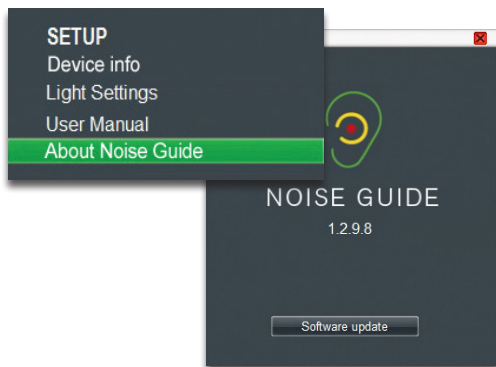 SETUP
Device info
Light Settings
User Manual
About Noise Guide
NOISE GUIDE
1.2.9.8
Software update